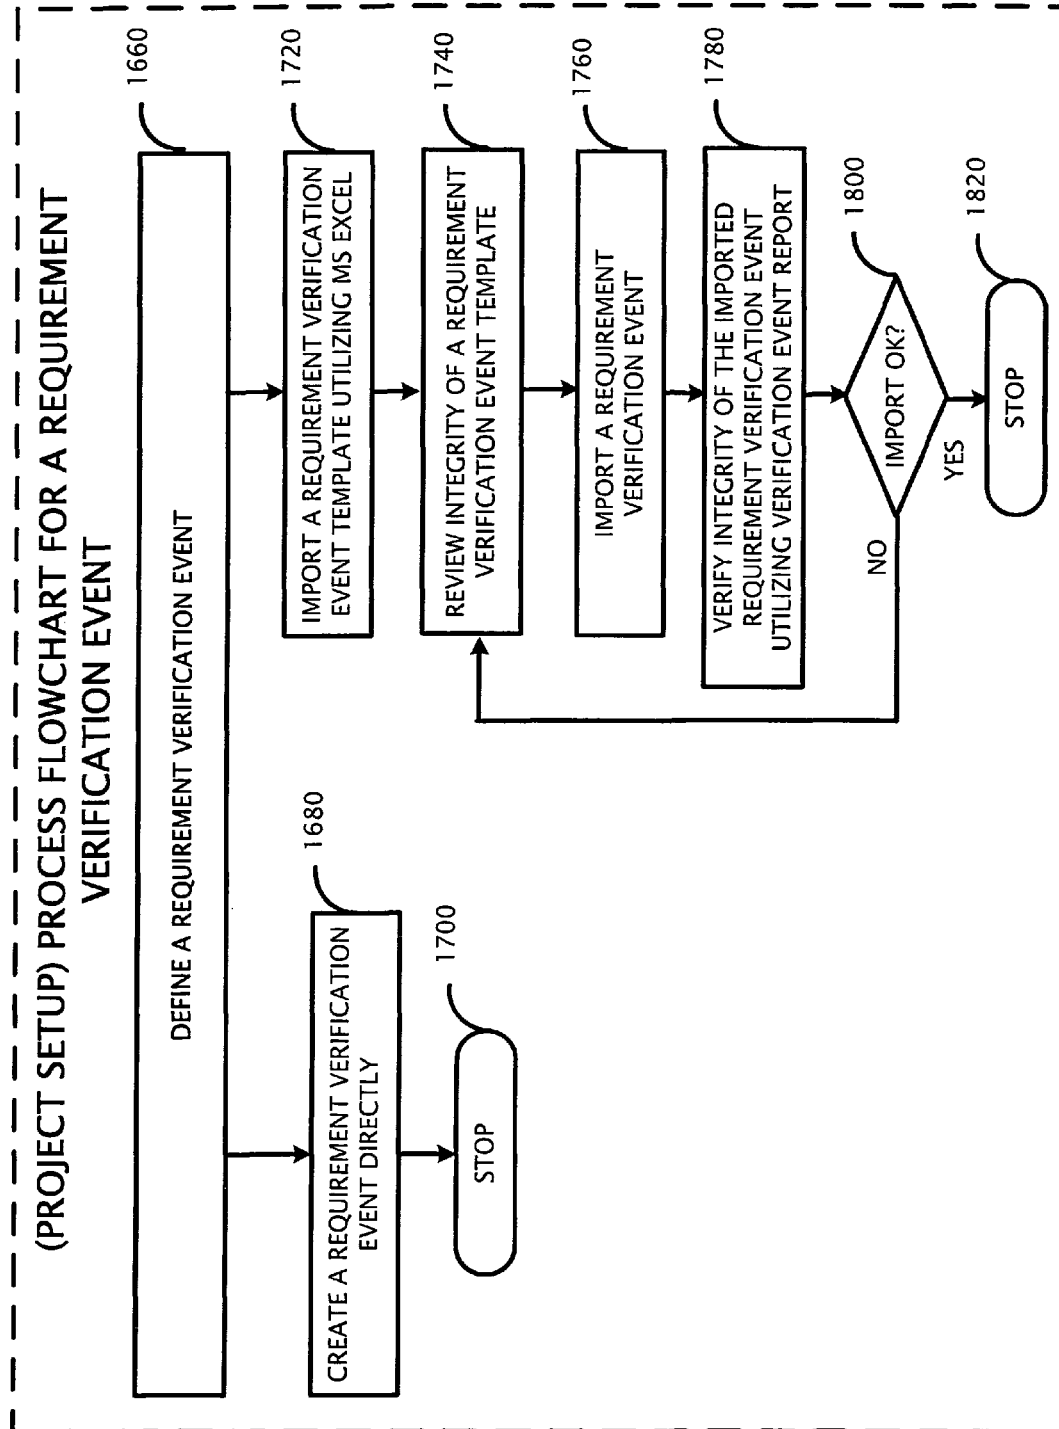 (PROJECT SETUP) PROCESS FLOWCHART FOR A REQUIREMENT
VERIFICATION EVENT
1660
DEFINE A REQUIREMENT VERIFICATION EVENT
1680
CREATE A REQUIREMENT VERIFICATION
EVENT DIRECTLY
1700
STOP
1720
IMPORT A REQUIREMENT VERIFICATION
EVENT TEMPLATE UTILIZING MS EXCEL
1740
REVIEW INTEGRITY OF A REQUIREMENT
VERIFICATION EVENT TEMPLATE
1760
IMPORT A REQUIREMENT
VERIFICATION EVENT
1780
VERIFY INTEGRITY OF THE IMPORTED
REQUIREMENT VERIFICATION EVENT
UTILIZING VERIFICATION EVENT REPORT
1800
IMPORT OK?
NO
YES
1820
STOP